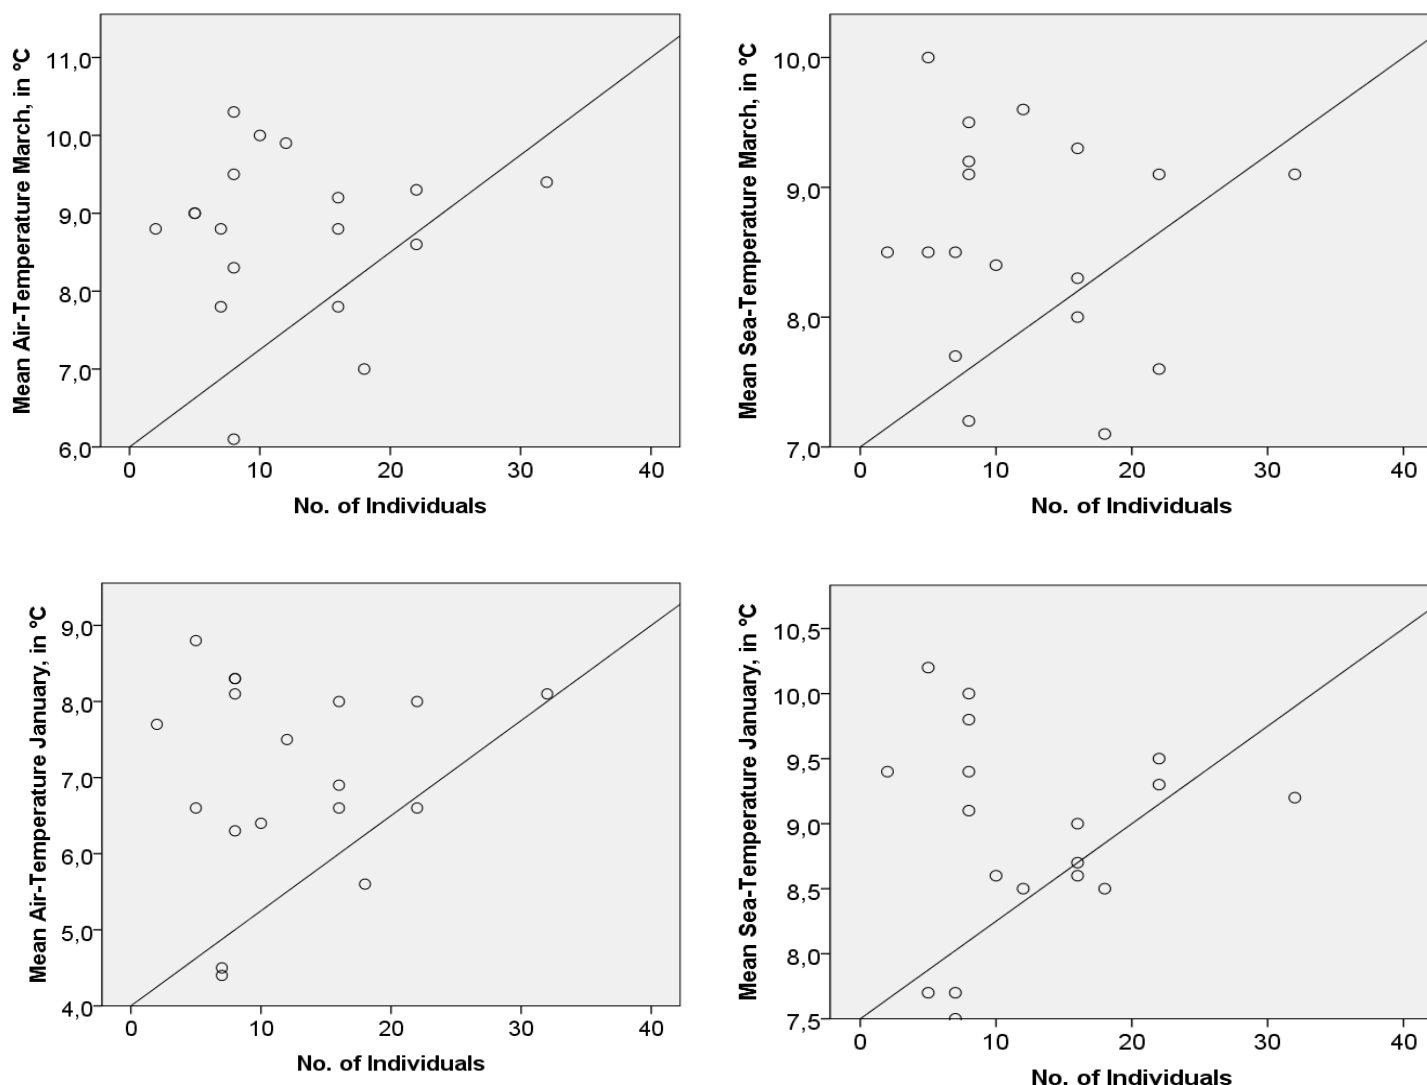 Mean Air-Temperature March, in ºC
11,0
10,0
9,0
8,0
7,0
6,0
0 10 20 30 40
No. of Individuals
Mean Sea-Temperature March, in ºC
10,0
9,0
8,0
7,0
0 10 20 30 40
No. of Individuals
Mean Air-Temperature January, in ºC
9,0
8,0
7,0
6,0
5,0
4,0
0 10 20 30 40
No. of Individuals
Mean Sea-Temperature January, in ºC
10,5
10,0
9,5
9,0
8,5
8,0
7,5
0 10 20 30 40
No. of Individuals